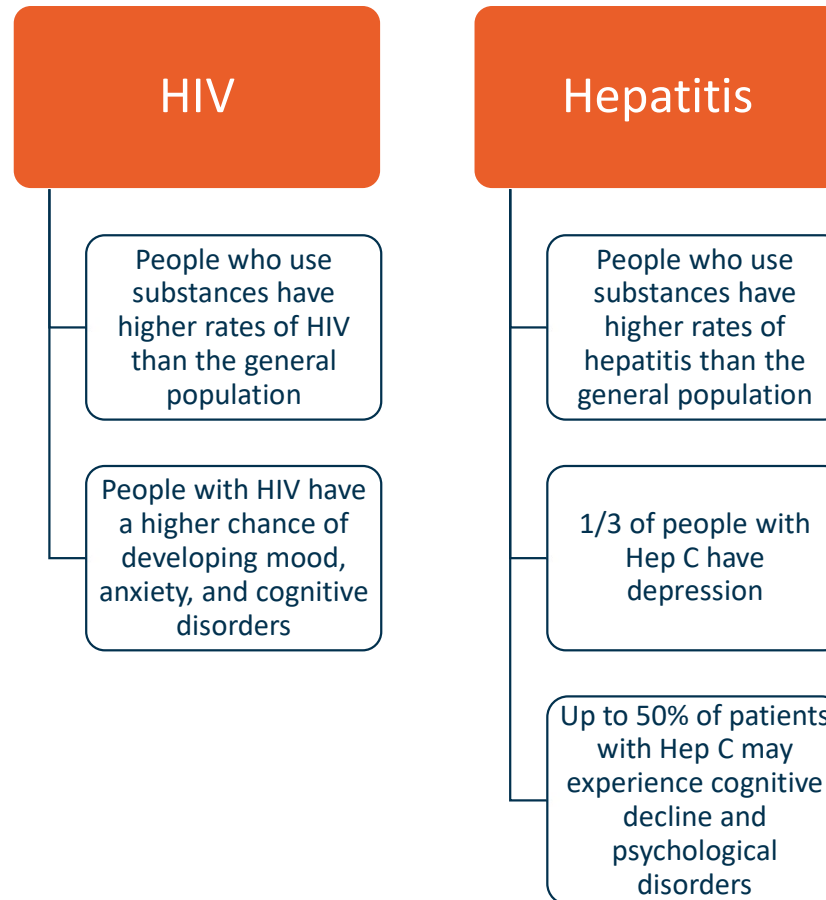 HIV
People who use
substances have
higher rates of HIV
than the general
population
People with HIV have
a higher chance of
developing mood,
anxiety, and cognitive
disorders
Hepatitis
People who use
substances have
higher rates of
hepatitis than the
general population
1/3 of people with
Hep C have
depression
Up to 50% of patients
with Hep C may
experience cognitive
decline and
psychological
disorders